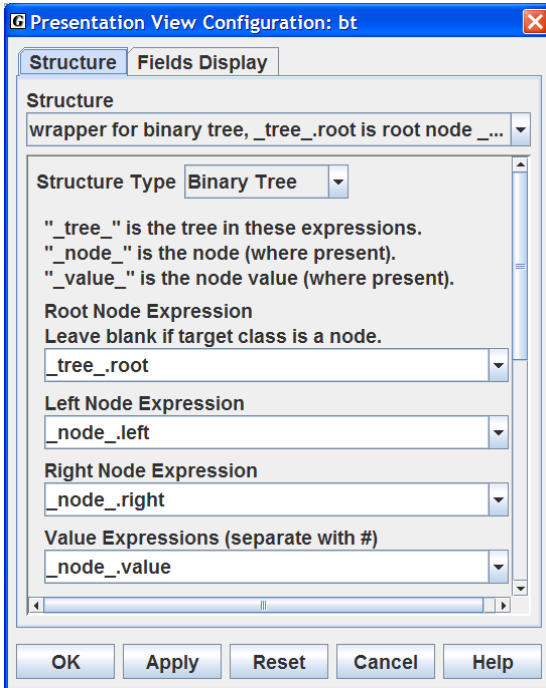 G Presentation View Configuration: bt
Structure Fields Display
Structure
wrapper for binary tree, _tree_.root is root node _...
Structure Type Binary Tree
"_tree_" is the tree in these expressions.
"_node_" is the node (where present).
"_value_" is the node value (where present).
Root Node Expression
Leave blank if target class is a node.
_tree_.root
Left Node Expression
_node_.left
Right Node Expression
_node_.right
Value Expressions (separate with #)
_node_.value
OK Apply Reset Cancel Help